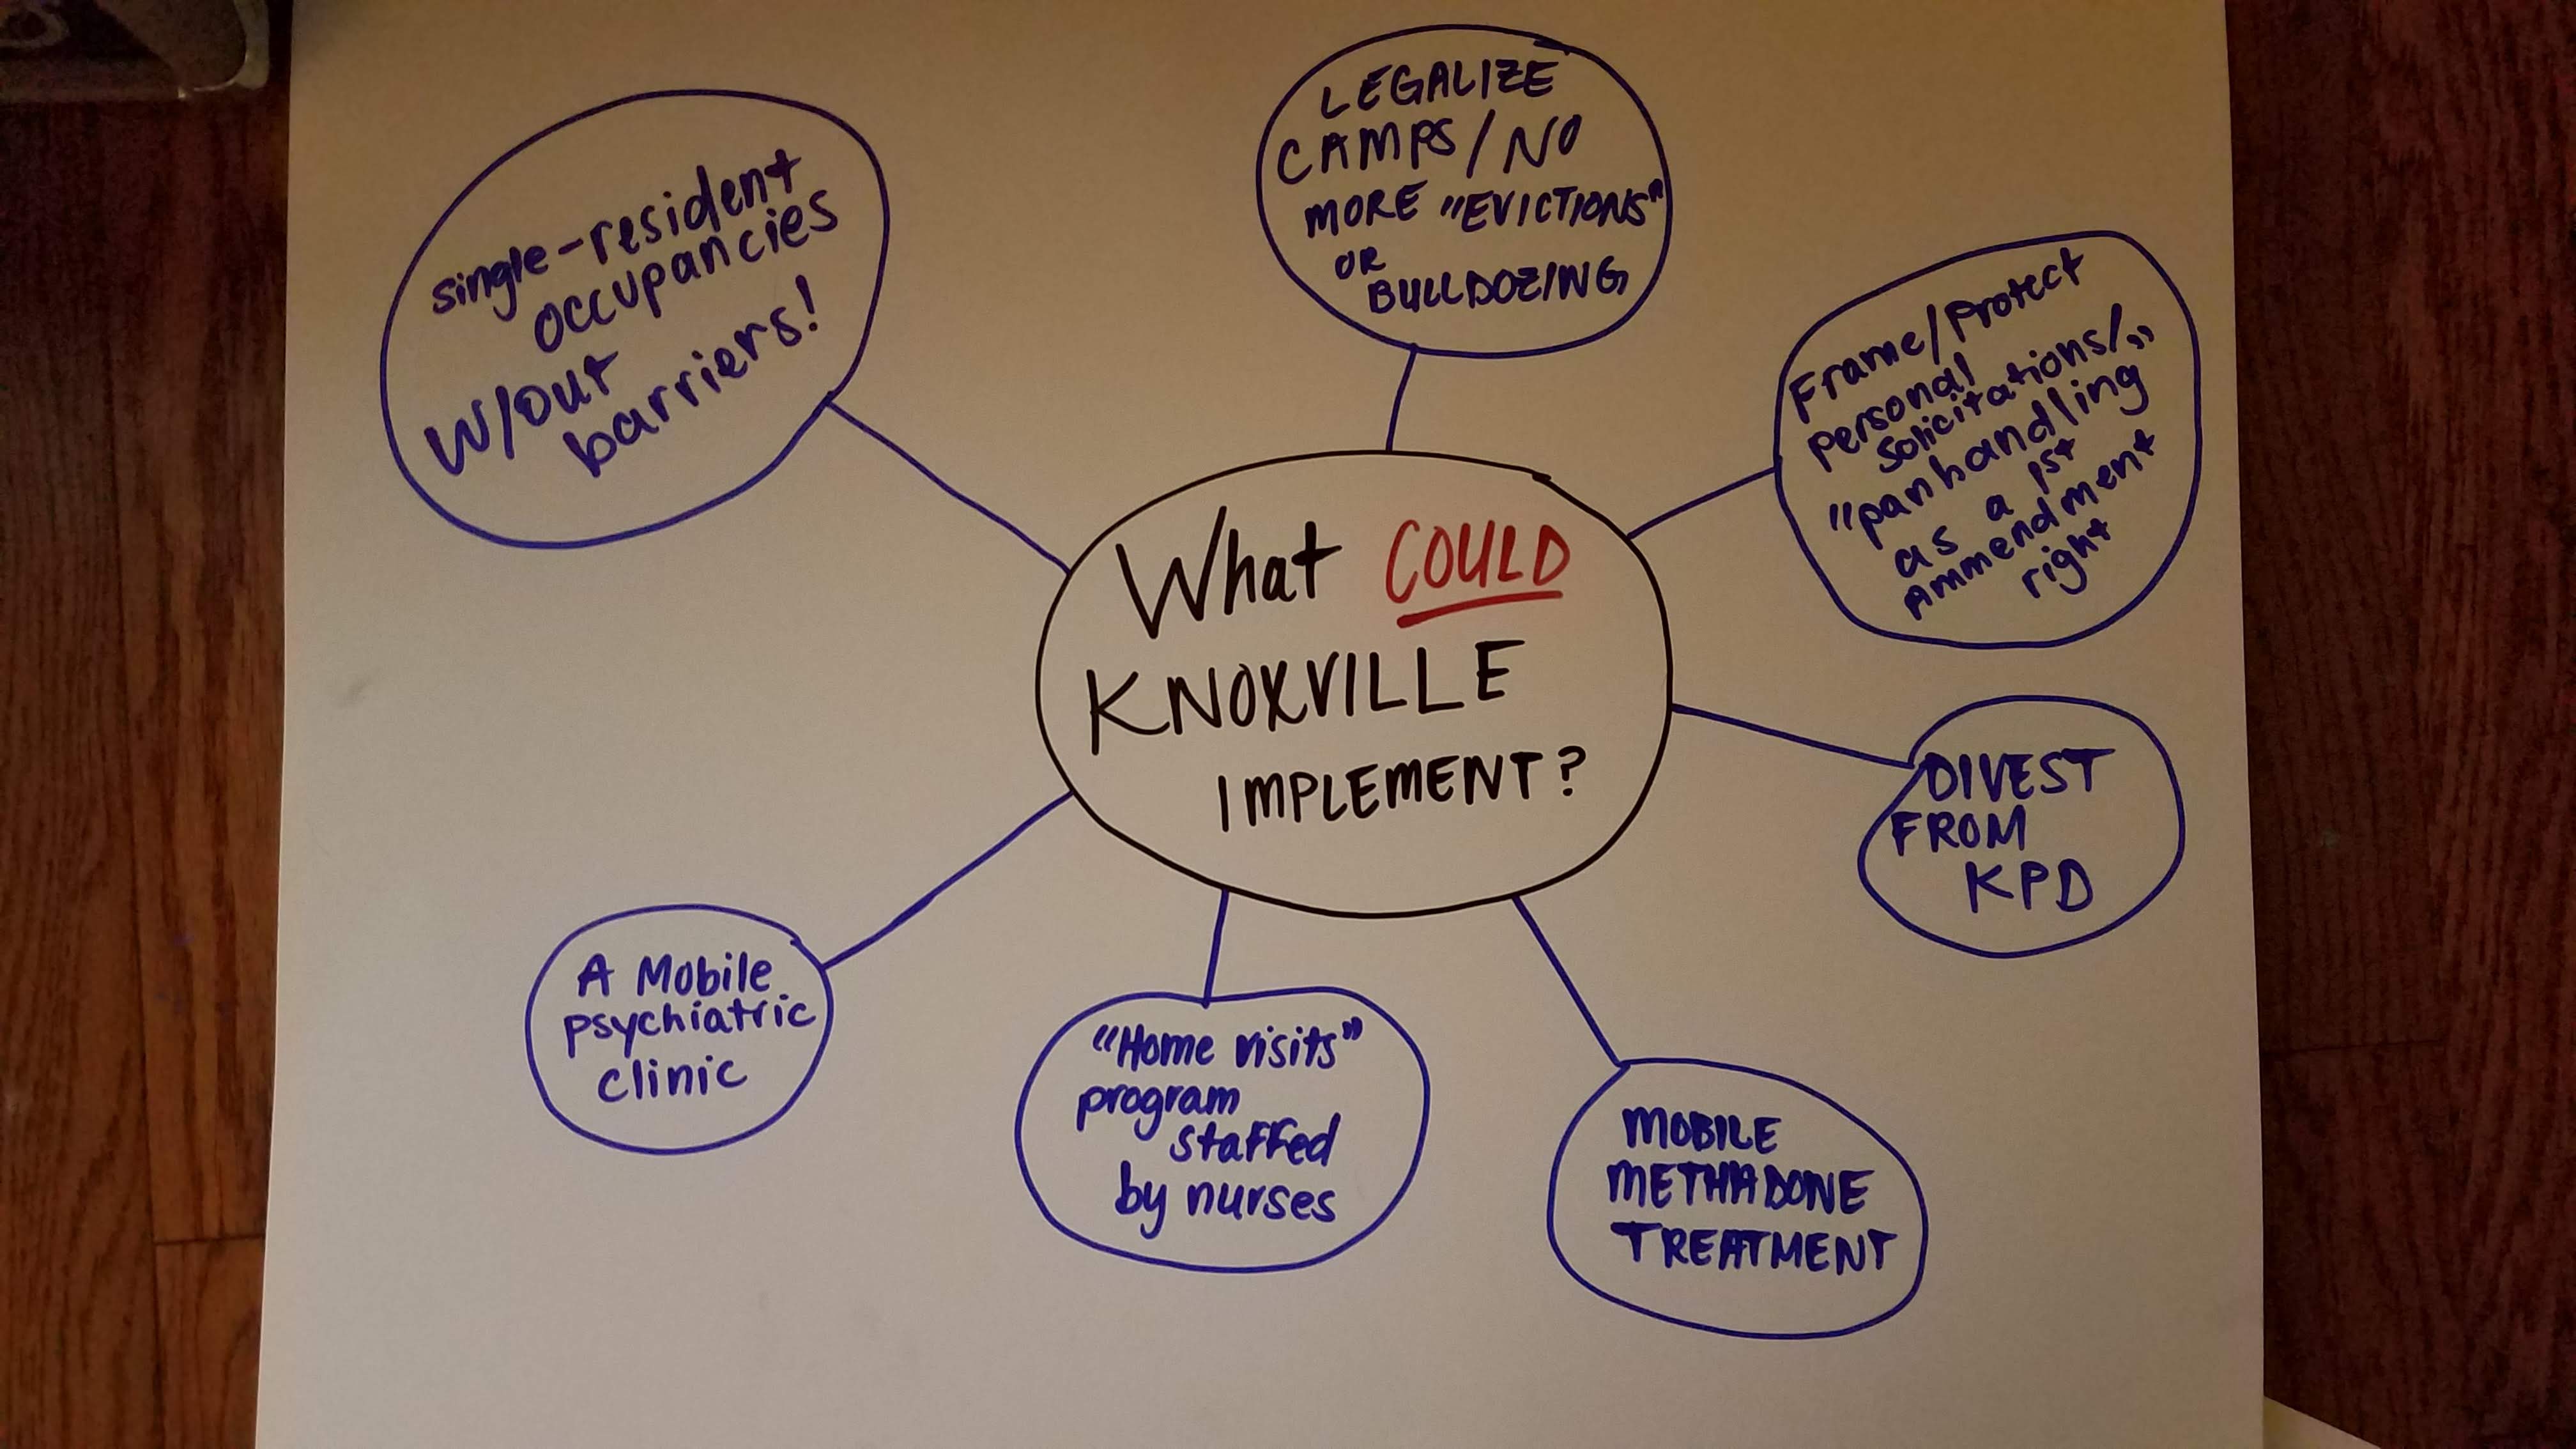 What COULD
KNOXVILLE
IMPLEMENT?
LEGALIZE
CAMPS/NO
MORE "EVICTIONS"
OR
BULLDOZING
Frame/Protect
personal
solicitations/"
"panhandling
as a 1st
Ammendment
right
DIVEST
FROM
KPD
MOBILE
METHADONE
TREATMENT
"Home visits"
program
staffed
by nurses
A Mobile
psychiatric
clinic
single-resident
occupancies
w/out
barriers!